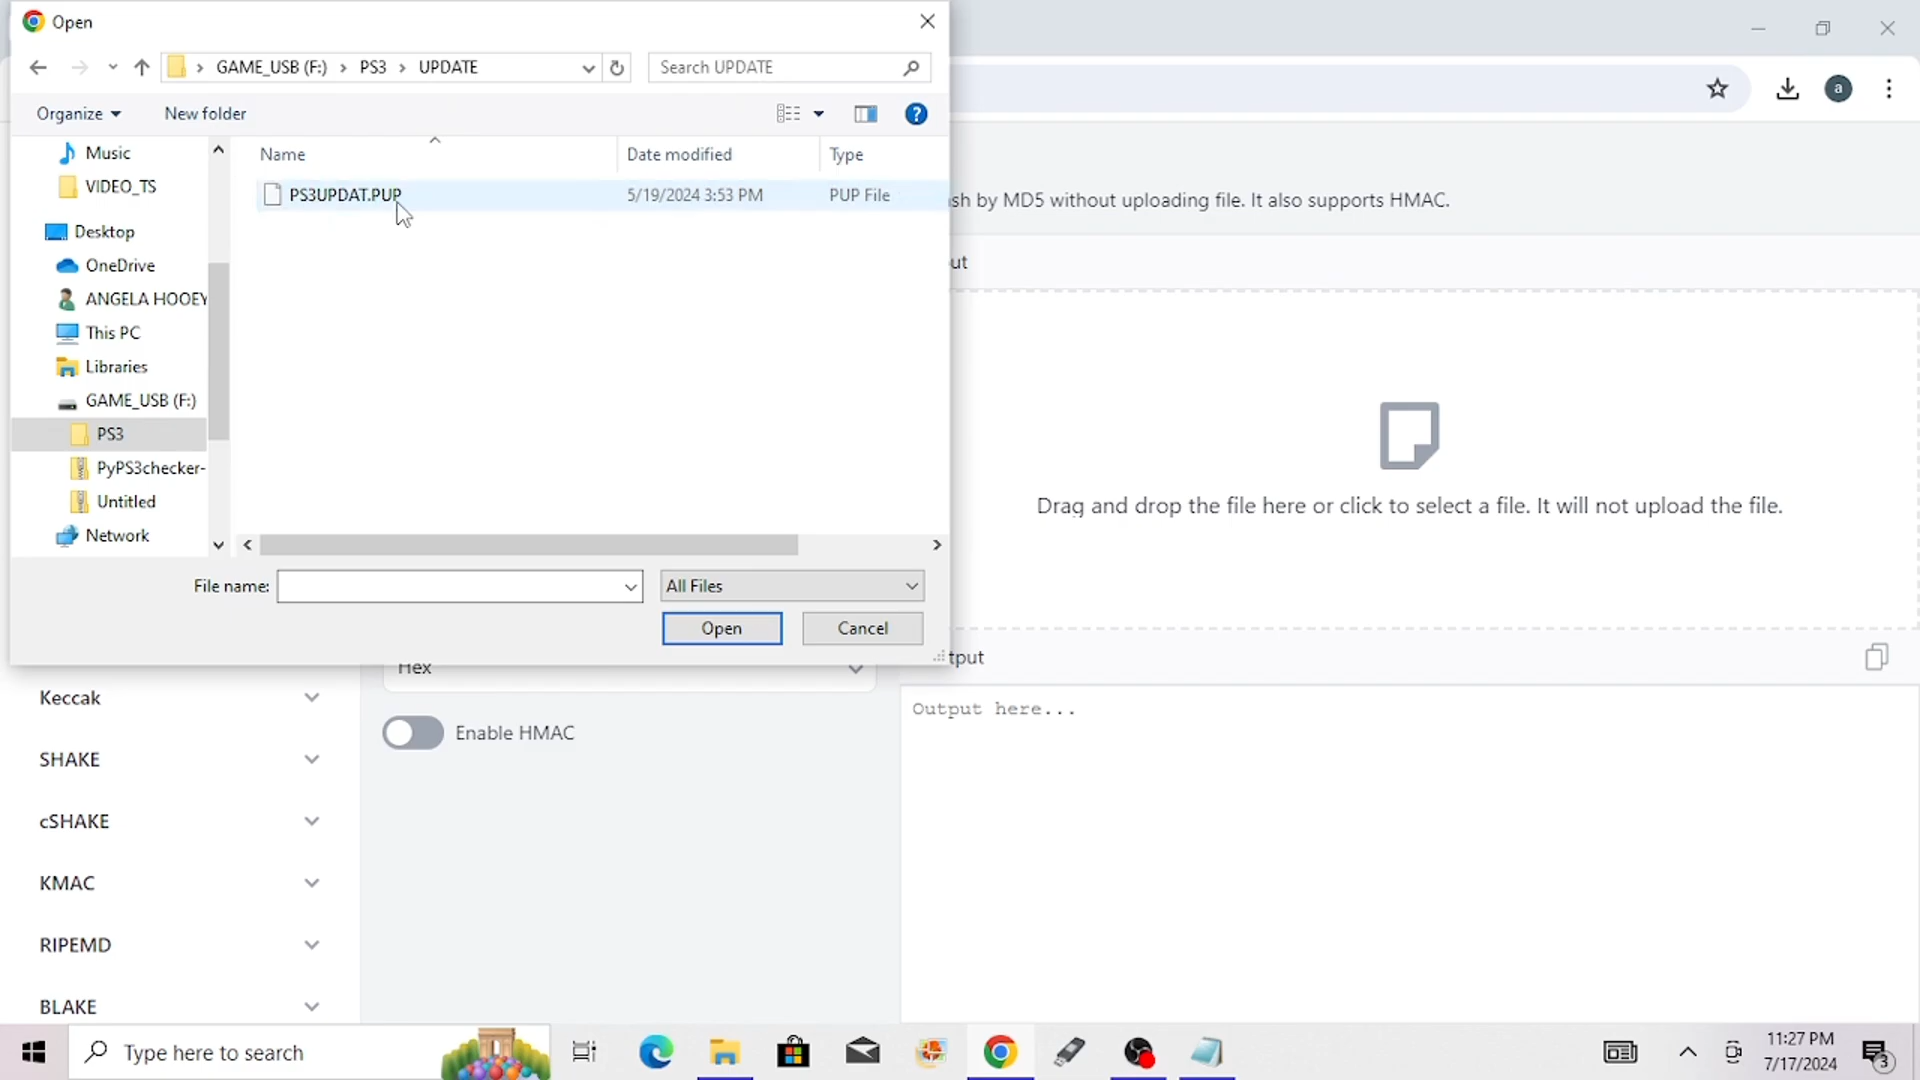 Open
GAME_USB (F:) > PS3 > UPDATE
Search UPDATE
Organize
New folder
Name
Date modified
Type
PS3UPDAT.PUP
5/19/2024 3:53 PM
PUP File
Music
VIDEO_TS
Desktop
OneDrive
ANGELA HOOEY
This PC
Libraries
GAME_USB (F:)
PS3
PyPS3checker-
Untitled
Network
File name:
All Files
Open
Cancel
a
sh by MD5 without uploading file. It also supports HMAC.
ut
Drag and drop the file here or click to select a file. It will not upload the file.
tput
Output here...
Hex
Enable HMAC
Keccak
SHAKE
cSHAKE
KMAC
RIPEMD
BLAKE
Type here to search
11:27 PM
7/17/2024
3